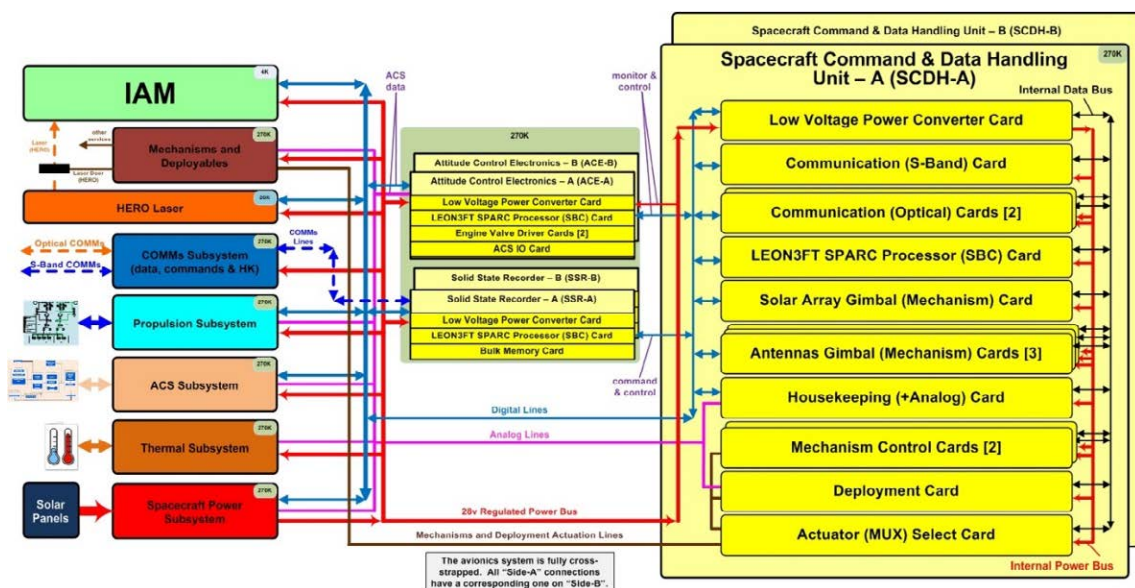 Spacecraft Command & Data Handling Unit – B (SCDH-B)
270K
Spacecraft Command & Data Handling
Unit – A (SCDH-A)
Internal Data Bus
Low Voltage Power Converter Card
Communication (S-Band) Card
Communication (Optical) Cards [2]
LEON3FT SPARC Processor (SBC) Card
Solar Array Gimbal (Mechanism) Card
Antennas Gimbal (Mechanism) Cards [3]
Housekeeping (+Analog) Card
Mechanism Control Cards [2]
Deployment Card
Actuator (MUX) Select Card
Internal Power Bus
ACS
data
monitor &
control
270K
Attitude Control Electronics – B (ACE-B)
Attitude Control Electronics – A (ACE-A)
Low Voltage Power Converter Card
LEON3FT SPARC Processor (SBC) Card
Engine Valve Driver Cards [2]
ACS IO Card
Solid State Recorder – B (SSR-B)
Solid State Recorder – A (SSR-A)
Low Voltage Power Converter Card
LEON3FT SPARC Processor (SBC) Card
Bulk Memory Card
command
& control
COMMs
Lines
Digital Lines
Analog Lines
28v Regulated Power Bus
Mechanisms and Deployment Actuation Lines
The avionics system is fully cross-
strapped. All "Side-A" connections
have a corresponding one on "Side-B".
4K
IAM
Laser
(HERO)
other
270K
Mechanisms and
Deployables
Laser Door
(HERO)
HERO Laser
Optical COMMs
S-Band COMMs
270K
COMMs Subsystem
(data, commands & HK)
270K
Propulsion Subsystem
270K
ACS Subsystem
270K
Thermal Subsystem
Solar
Panels
270K
Spacecraft Power
Subsystem